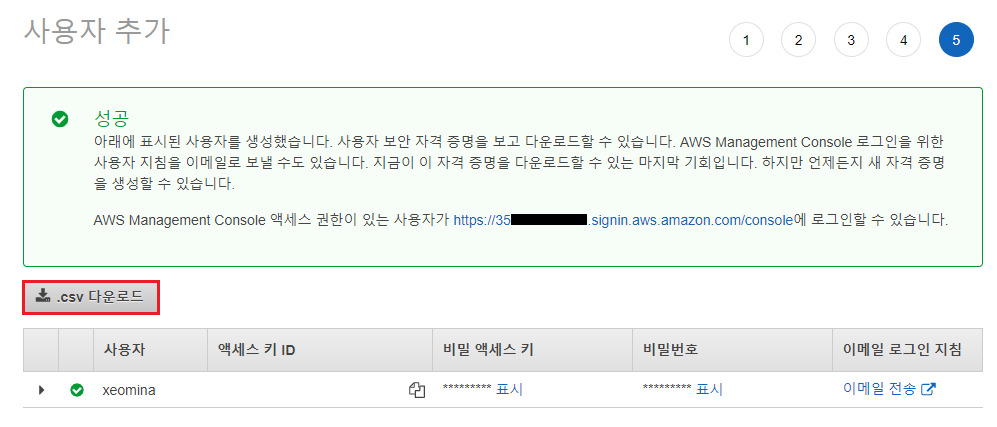 사용자 추가
1 2 3 4 5
성공
아래에 표시된 사용자를 생성했습니다. 사용자 보안 자격 증명을 보고 다운로드할 수 있습니다. AWS Management Console 로그인을 위한
사용자 지침을 이메일로 보낼 수도 있습니다. 지금이 이 자격 증명을 다운로드할 수 있는 마지막 기회입니다. 하지만 언제든지 새 자격 증명
을 생성할 수 있습니다.
AWS Management Console 액세스 권한이 있는 사용자가 https://35 .signin.aws.amazon.com/console에 로그인할 수 있습니다.
.csv 다운로드
사용자 액세스 키 ID 비밀 액세스 키 비밀번호 이메일 로그인 지침
xeomina ********* 표시 ********* 표시 이메일 전송